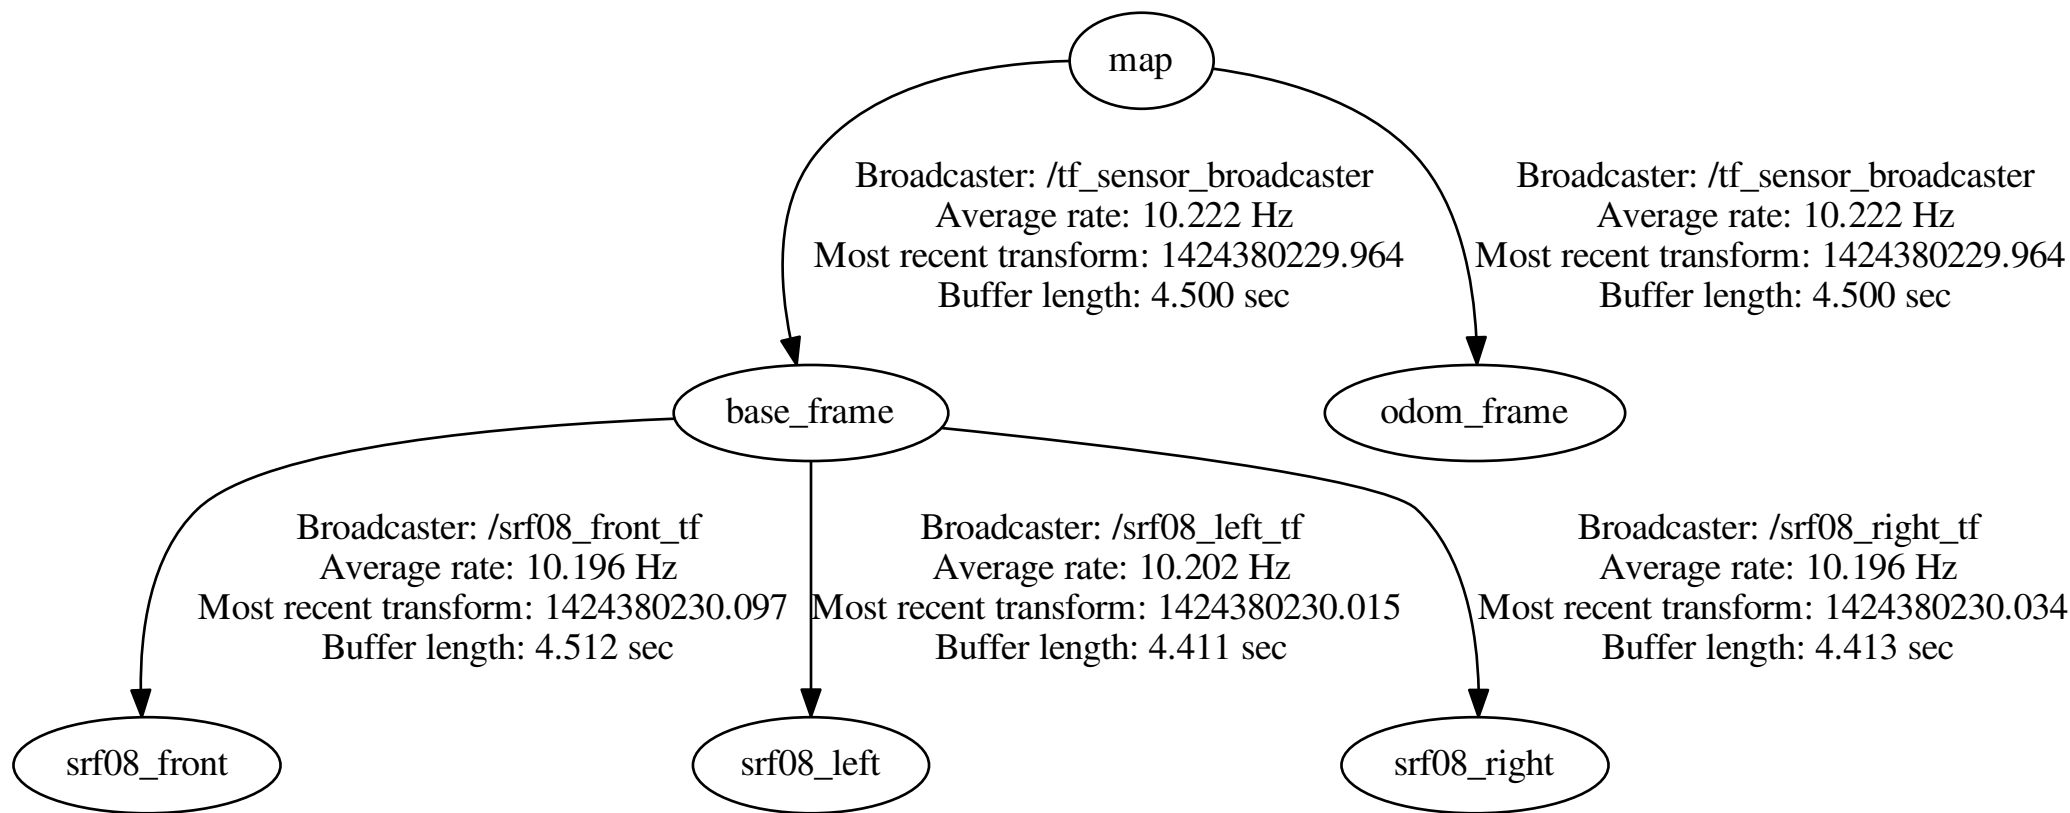 map
Broadcaster: /tf_sensor_broadcaster
Average rate: 10.222 Hz
Most recent transform: 1424380229.964
Buffer length: 4.500 sec
Broadcaster: /tf_sensor_broadcaster
Average rate: 10.222 Hz
Most recent transform: 1424380229.964
Buffer length: 4.500 sec
base_frame
odom_frame
Broadcaster: /srf08_front_tf
Average rate: 10.196 Hz
Most recent transform: 1424380230.097
Buffer length: 4.512 sec
Broadcaster: /srf08_left_tf
Average rate: 10.202 Hz
Most recent transform: 1424380230.015
Buffer length: 4.411 sec
Broadcaster: /srf08_right_tf
Average rate: 10.196 Hz
Most recent transform: 1424380230.034
Buffer length: 4.413 sec
srf08_front
srf08_left
srf08_right